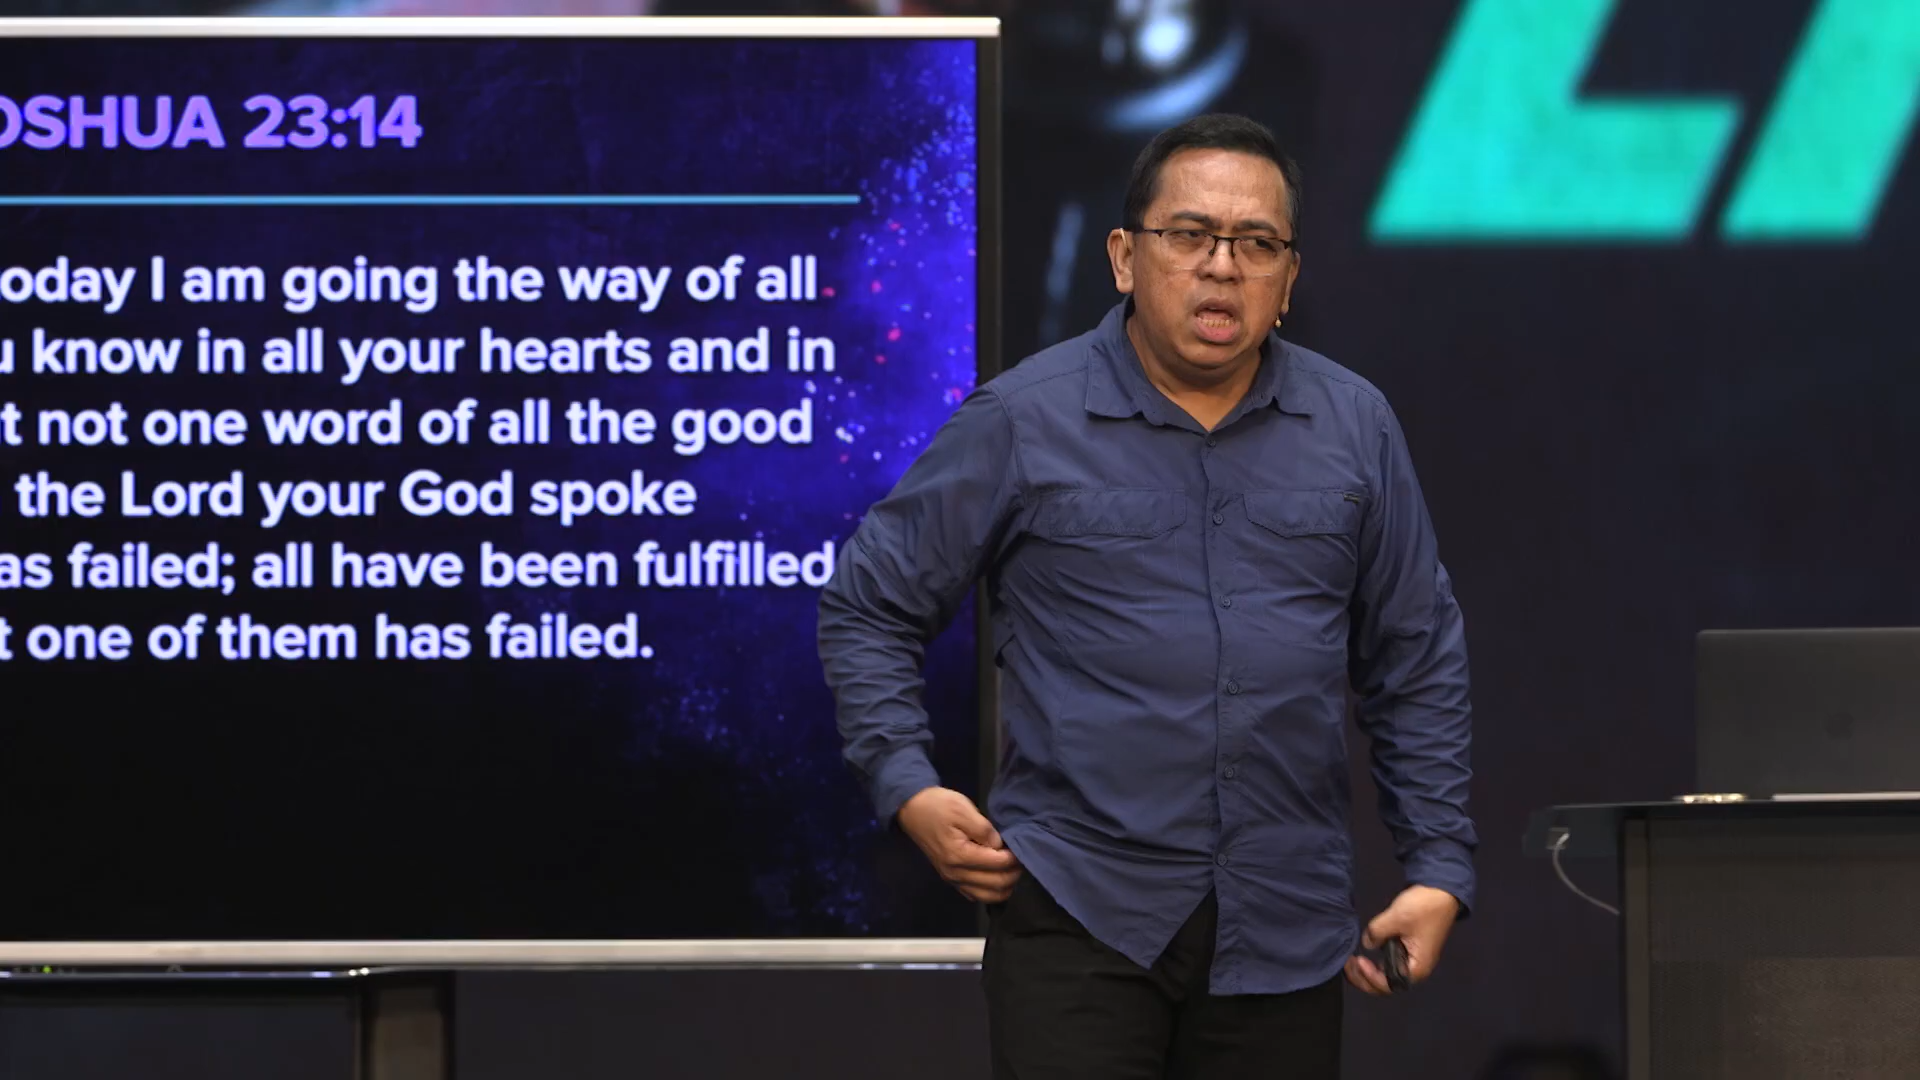 OSHUA 23:14
today I am going the way of all
know in all your hearts and in
not one word of all the good
the Lord your God spoke
failed; all have been fulfilled
one of them has failed.